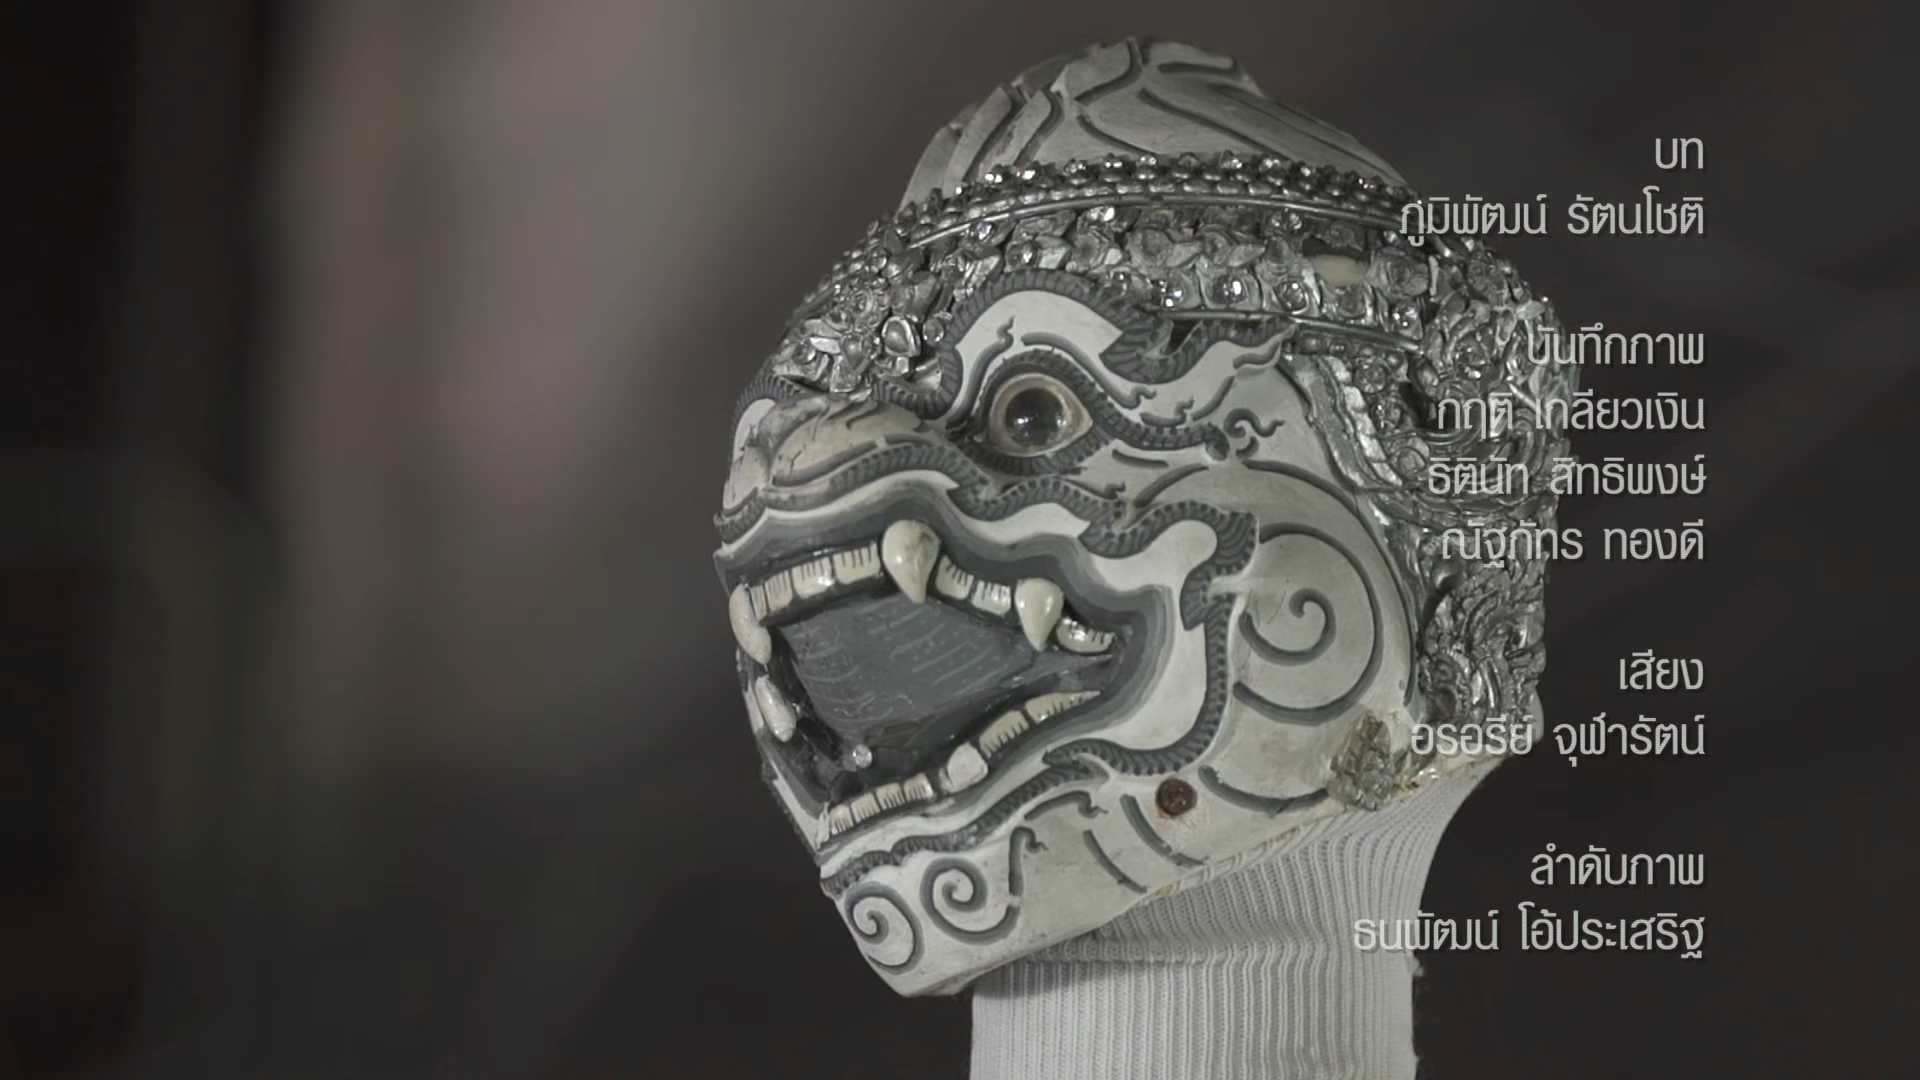 บท
ภูมิพัฒน์ รัตนโชติ
บันทึกภาพ
กฤติ เกลียวเงิน
ธิตินัท สิทธิพงษ์
ณัฐภัทร ทองดี
เสียง
อรอรีย์ จุฬารัตน์
ลำดับภาพ
ธนพัฒน์ โอ้ประเสริฐ